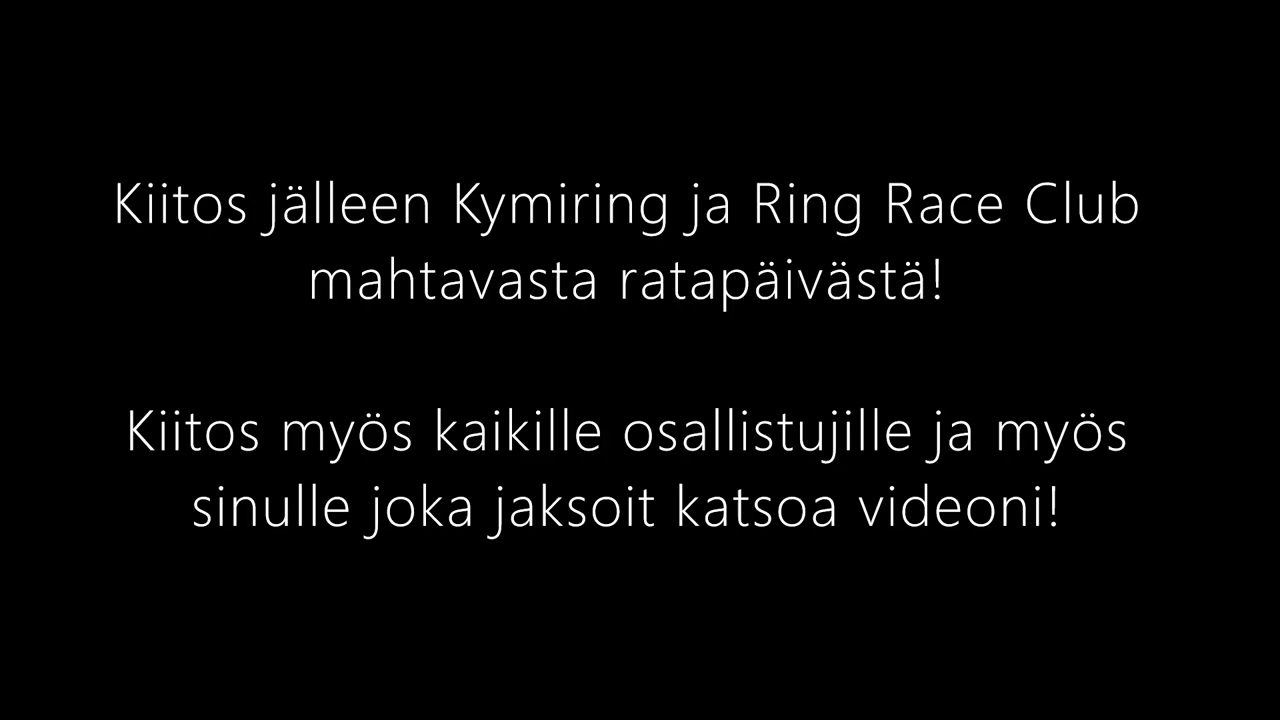 Kiitos jälleen Kymiring ja Ring Race Club
mahtavasta ratapäivästä!
Kiitos myös kaikille osallistujille ja myös
sinulle joka jaksoit katsoa videoni!